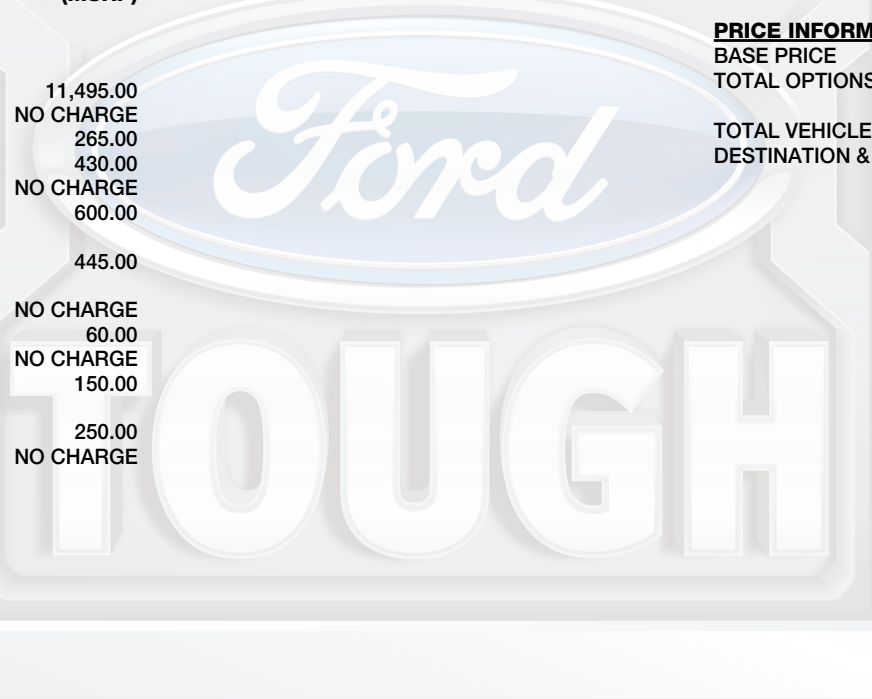 (MSRP)
11,495.00
NO CHARGE
265.00
430.00
NO CHARGE
600.00
445.00
NO CHARGE
60.00
NO CHARGE
150.00
250.00
NO CHARGE
PRICE INFORM
BASE PRICE
TOTAL OPTIONS
TOTAL VEHICLE
DESTINATION &
Ford
TOUGH